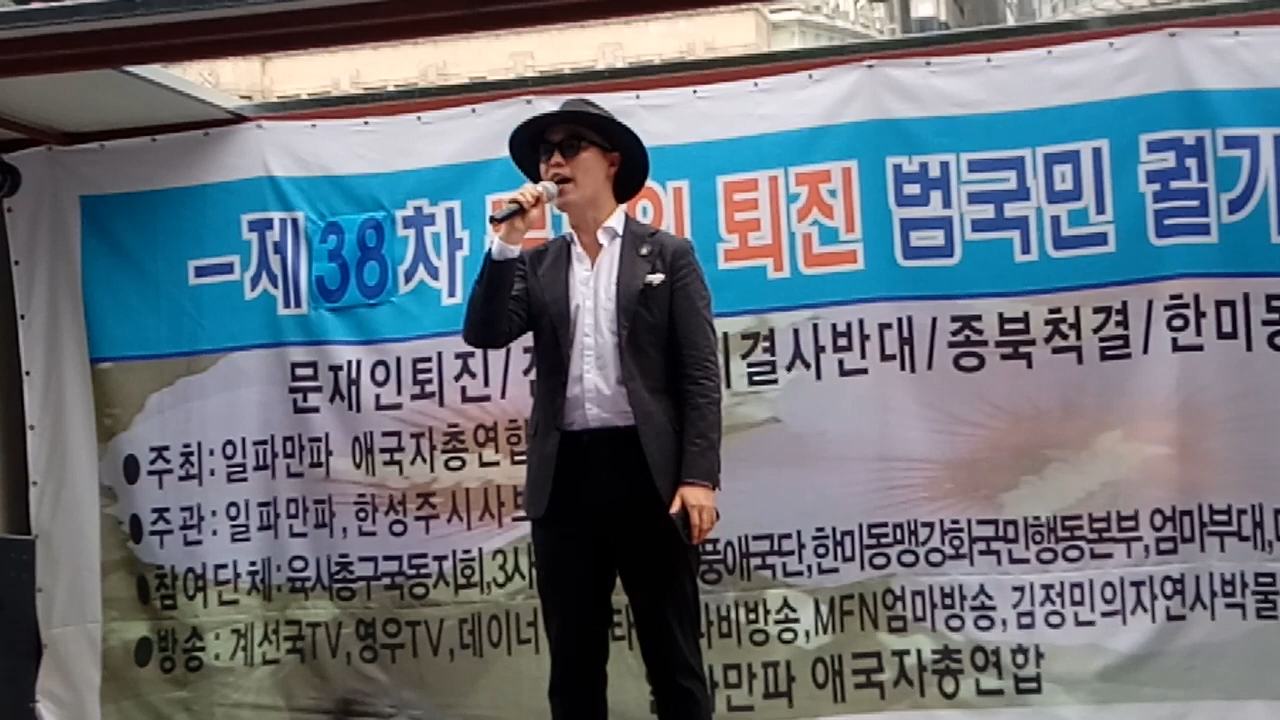 -제38차 퇴진 범국민 궐기
문재인퇴진/ 결사반대/종북척결/한미동
●주최:일파만파 애국자총연합
●주관:일파만파,한성주시사
●참여단체:육사총구국동지회,3사 애국단,한미동맹강화국민행동본부,엄마부대,
●방송:계선국TV,영우TV,데이너 비방송,MFN엄마방송,김정민의자연사박물
만파 애국자총연합